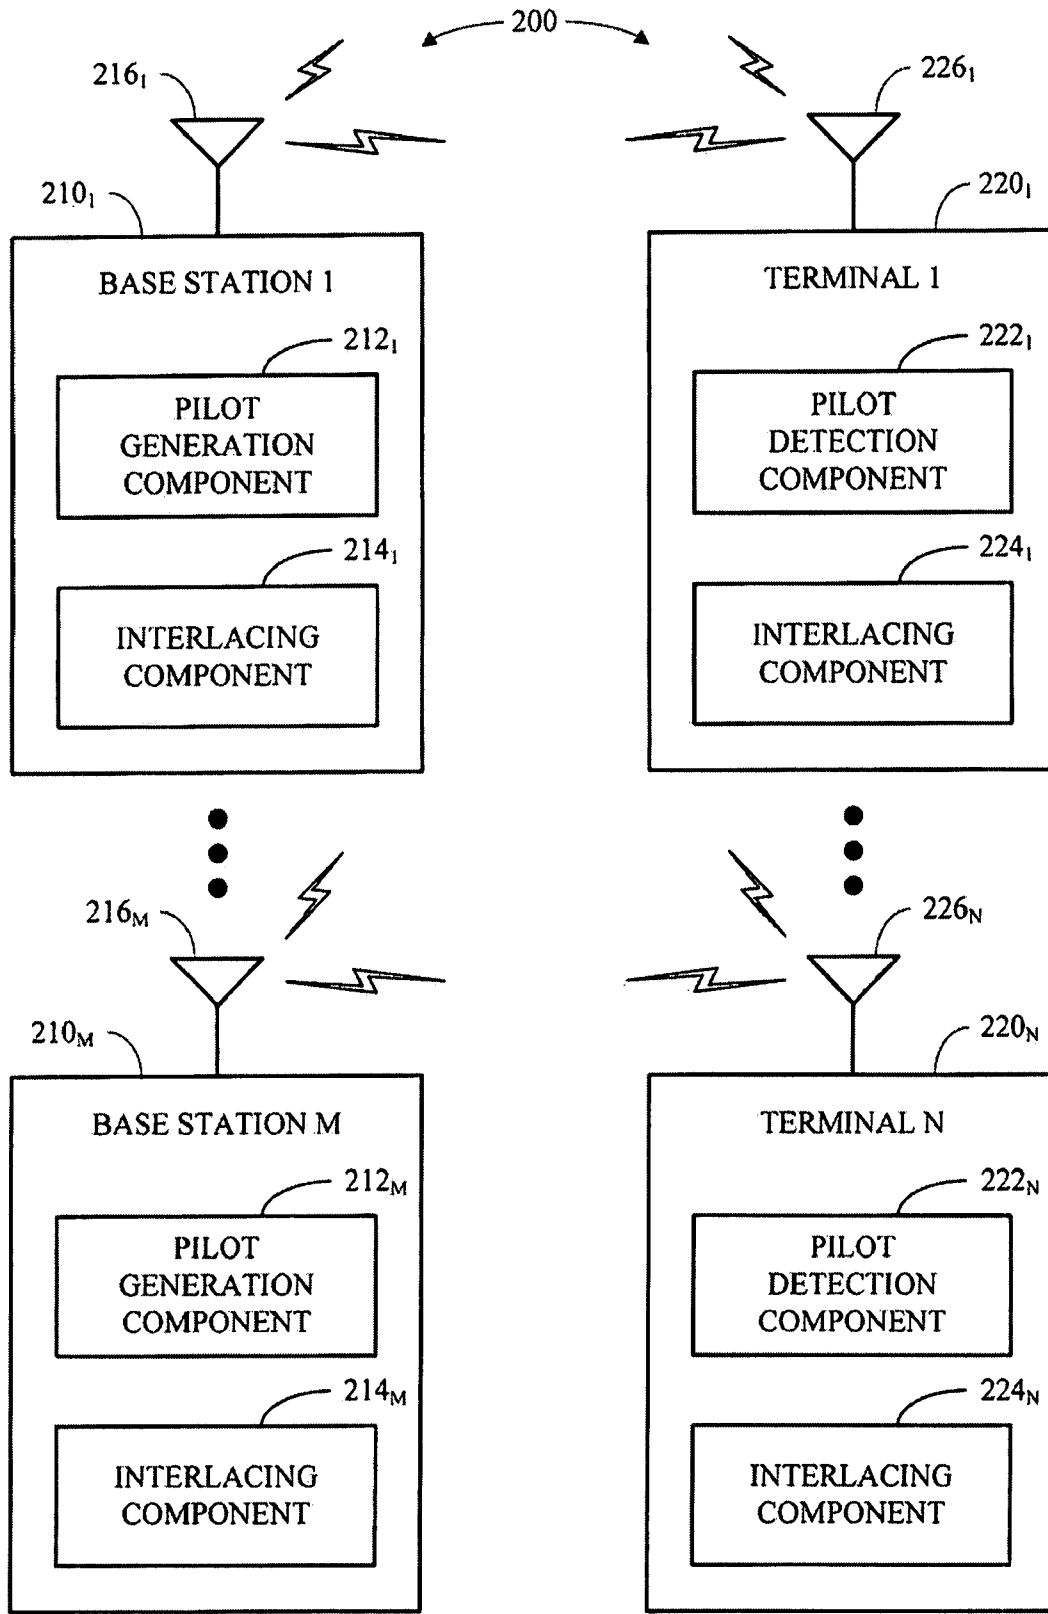 200
216₁
226₁
210₁
220₁
BASE STATION 1
TERMINAL 1
212₁
222₁
PILOT
GENERATION
COMPONENT
PILOT
DETECTION
COMPONENT
214₁
224₁
INTERLACING
COMPONENT
INTERLACING
COMPONENT
216M
226N
210M
220N
BASE STATION M
TERMINAL N
212M
222N
PILOT
GENERATION
COMPONENT
PILOT
DETECTION
COMPONENT
214M
224N
INTERLACING
COMPONENT
INTERLACING
COMPONENT